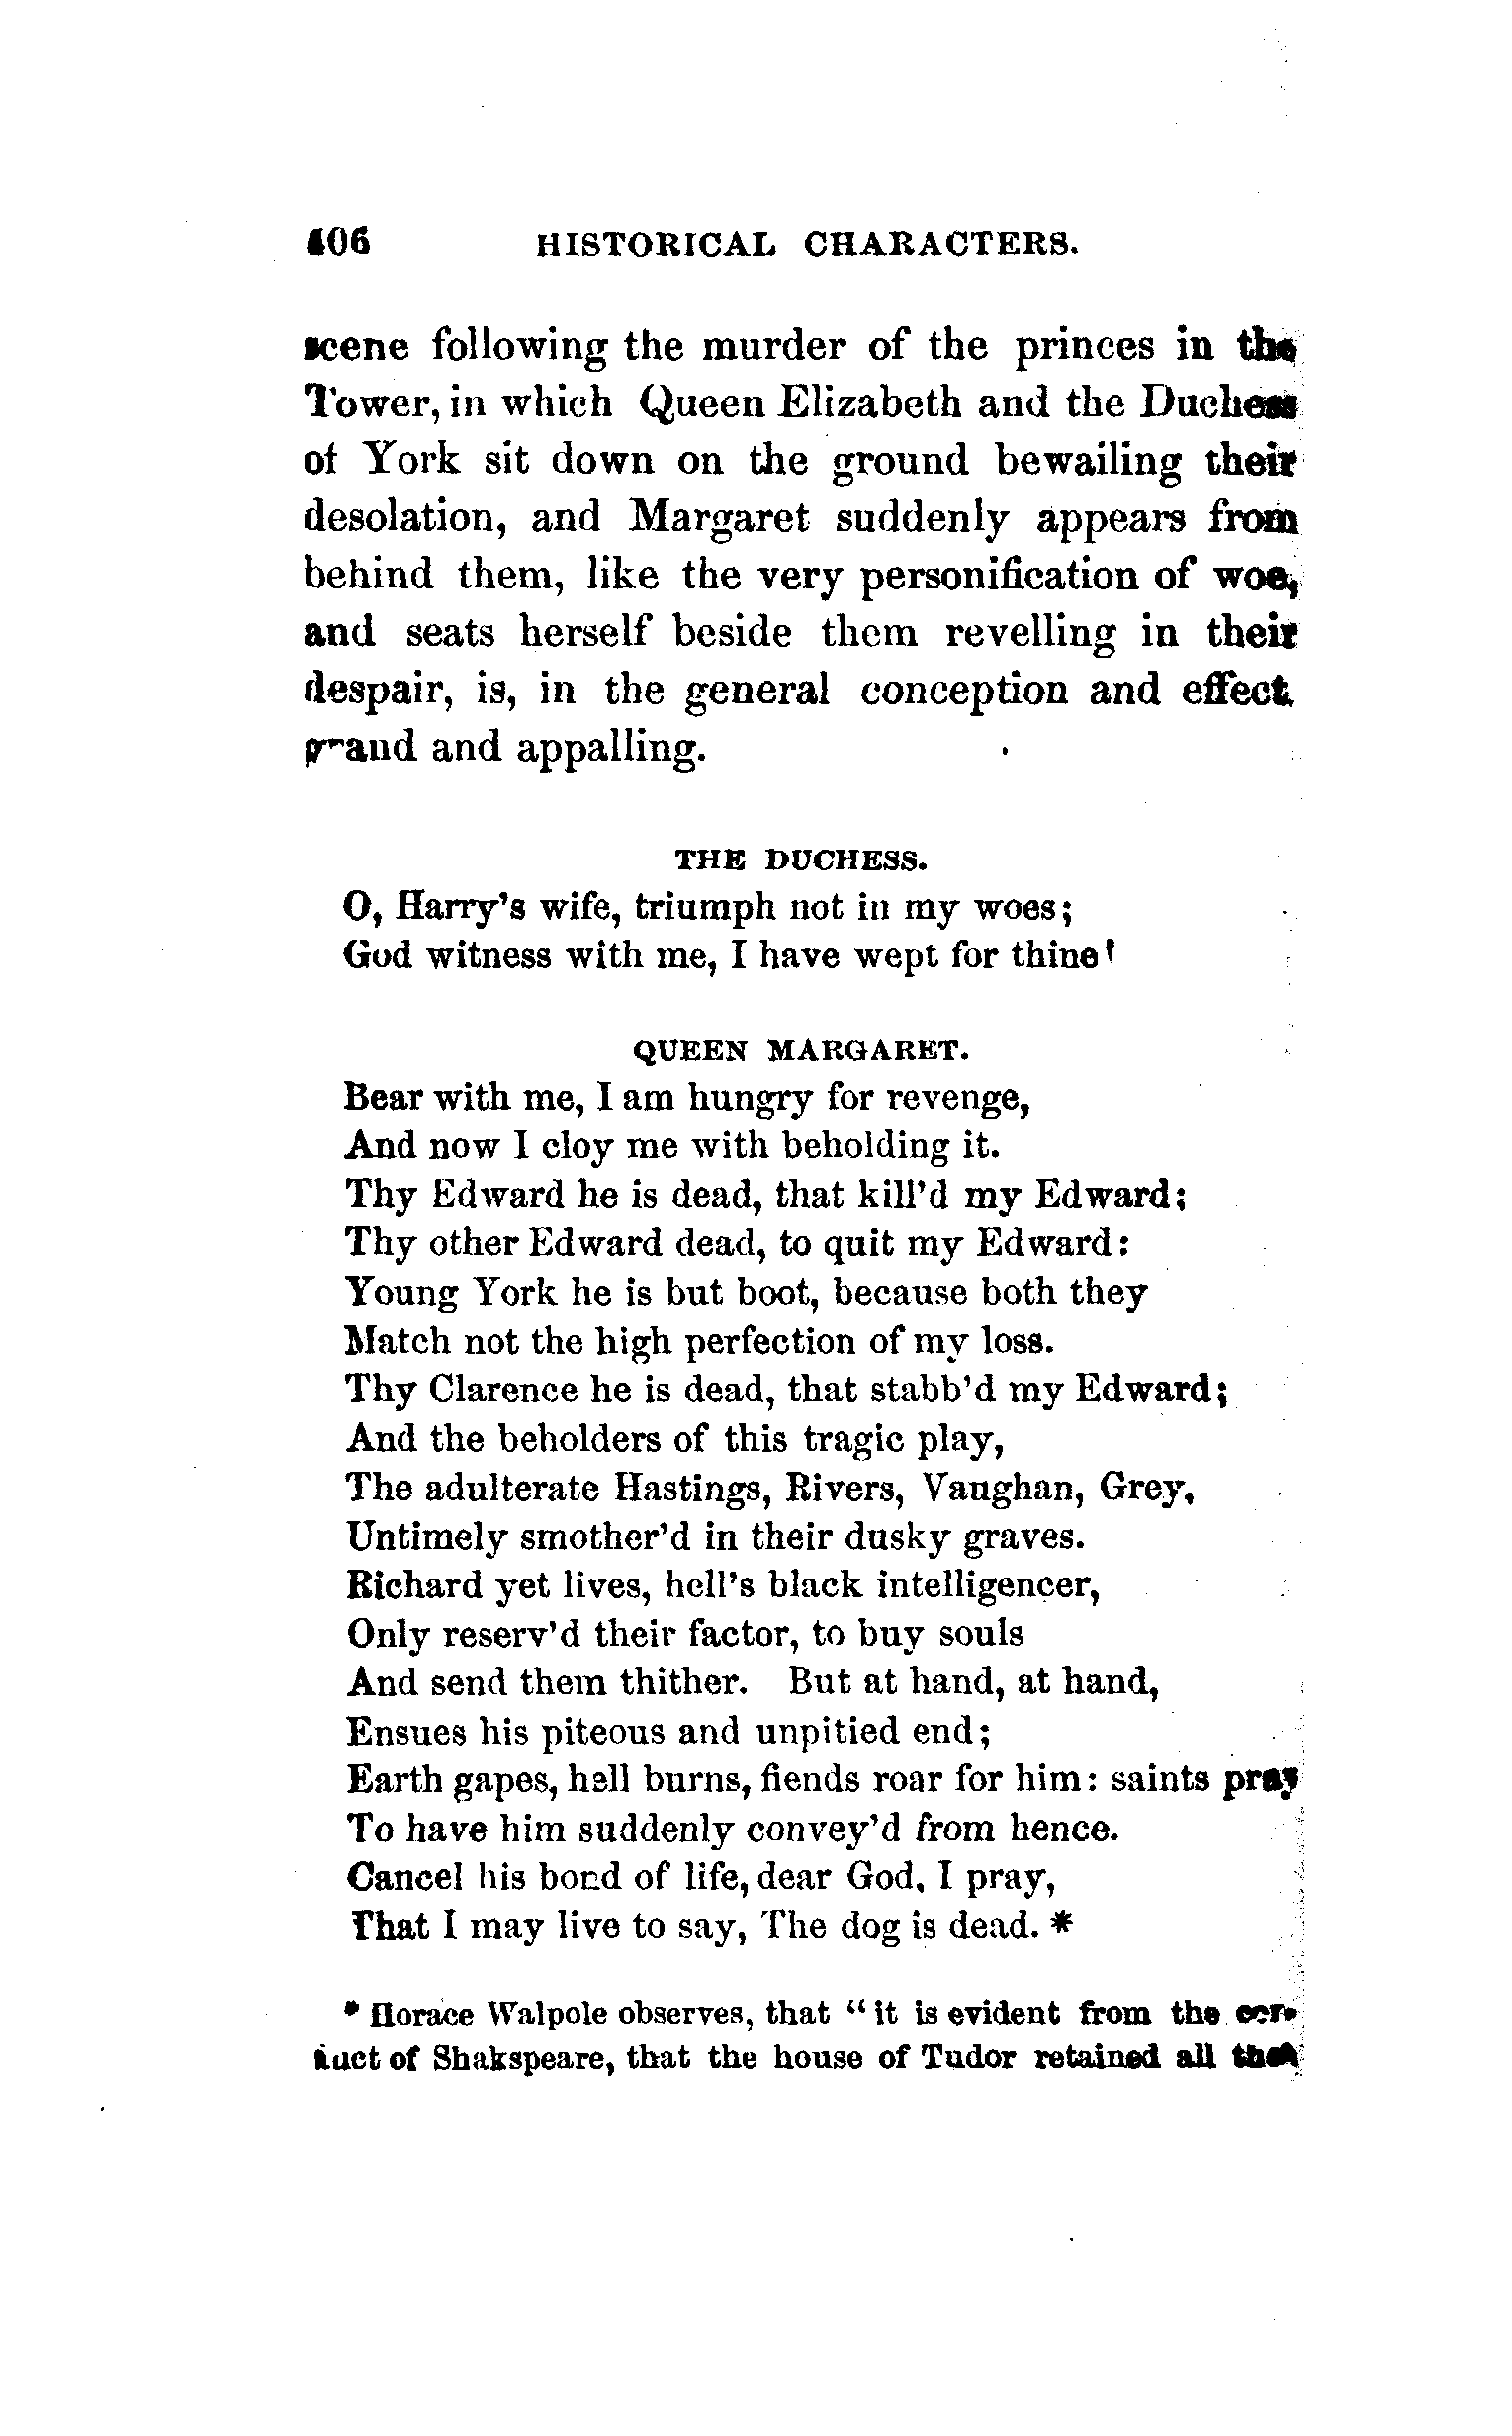 406 HISTORICAL CHARACTERS.
scene following the murder of the princes in the
Tower, in which Queen Elizabeth and the Duchess
of York sit down on the ground bewailing their
desolation, and Margaret suddenly appears from
behind them, like the very personification of woe,
and seats herself beside them revelling in their
despair, is, in the general conception and effect
grand and appalling.
THE DUCHESS.
O, Harry's wife, triumph not in my woes;
God witness with me, I have wept for thine!
QUEEN MARGARET.
Bear with me, I am hungry for revenge,
And now I cloy me with beholding it.
Thy Edward he is dead, that kill'd my Edward;
Thy other Edward dead, to quit my Edward:
Young York he is but boot, because both they
Match not the high perfection of my loss.
Thy Clarence he is dead, that stabb'd my Edward;
And the beholders of this tragic play,
The adulterate Hastings, Rivers, Vaughan, Grey,
Untimely smother'd in their dusky graves.
Richard yet lives, hell's black intelligencer,
Only reserv'd their factor, to buy souls
And send them thither. But at hand, at hand,
Ensues his piteous and unpitied end;
Earth gapes, hell burns, fiends roar for him: saints pray
To have him suddenly convey'd from hence.
Cancel his bond of life, dear God, I pray,
That I may live to say, The dog is dead. *
* Horace Walpole observes, that "it is evident from the
of Shakspeare, that the house of Tudor retained all